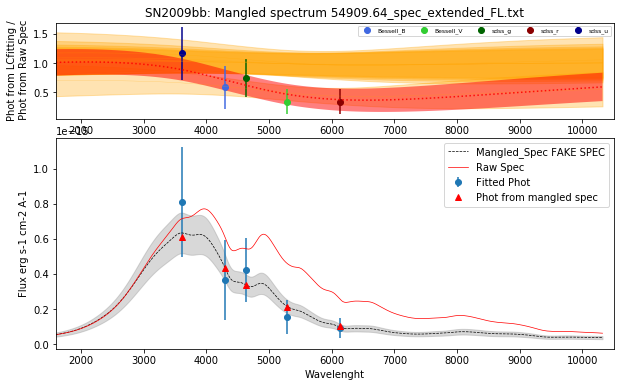 SN2009bb: Mangled spectrum 54909.64_spec_extended_FL.txt
Phot from LCfitting /
Phot from Raw Spec
1.5
1.0
0.5
Bessell_B
Bessell_V
sdss_g
sdss_r
sdss_u
2000 3000 4000 5000 6000 7000 8000 9000 10000
Flux erg s-1 cm-2 A-1
1.0
0.8
0.6
0.4
0.2
0.0
Mangled_Spec FAKE SPEC
Raw Spec
Fitted Phot
Phot from mangled spec
2000 3000 4000 5000 6000 7000 8000 9000 10000
Wavelenght